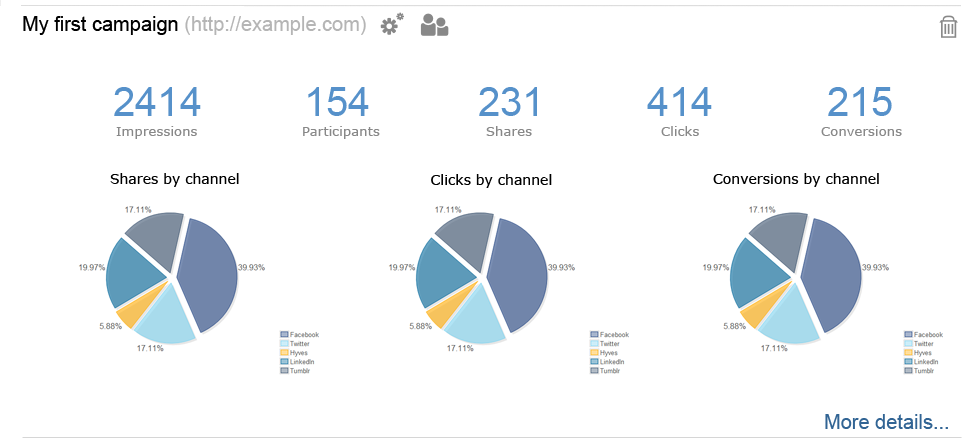 My first campaign (http://example.com)
2414 154 231 414 215
Impressions Participants Shares Clicks Conversions
Shares by channel Clicks by channel Conversions by channel
17.11% 17.11% 17.11%
19.97% 39.93% 19.97% 39.93% 19.97% 39.93%
5.88% 5.88% 5.88%
17.11% 17.11% 17.11%
Facebook Facebook Facebook
Twitter Twitter Twitter
Hyves Hyves Hyves
LinkedIn LinkedIn LinkedIn
Tumblr Tumblr Tumblr
More details...